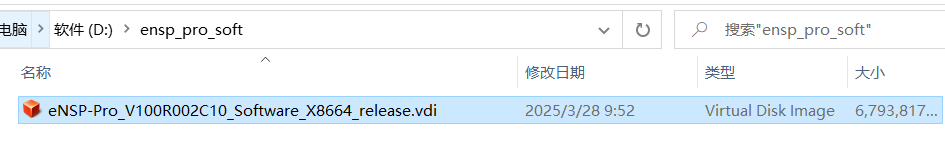 电脑 软件 (D:) ensp_pro_soft 搜索"ensp_pro_soft"
名称 修改日期 类型 大小
eNSP-Pro_V100R002C10_Software_X8664_release.vdi 2025/3/28 9:52 Virtual Disk Image 6,793,817...